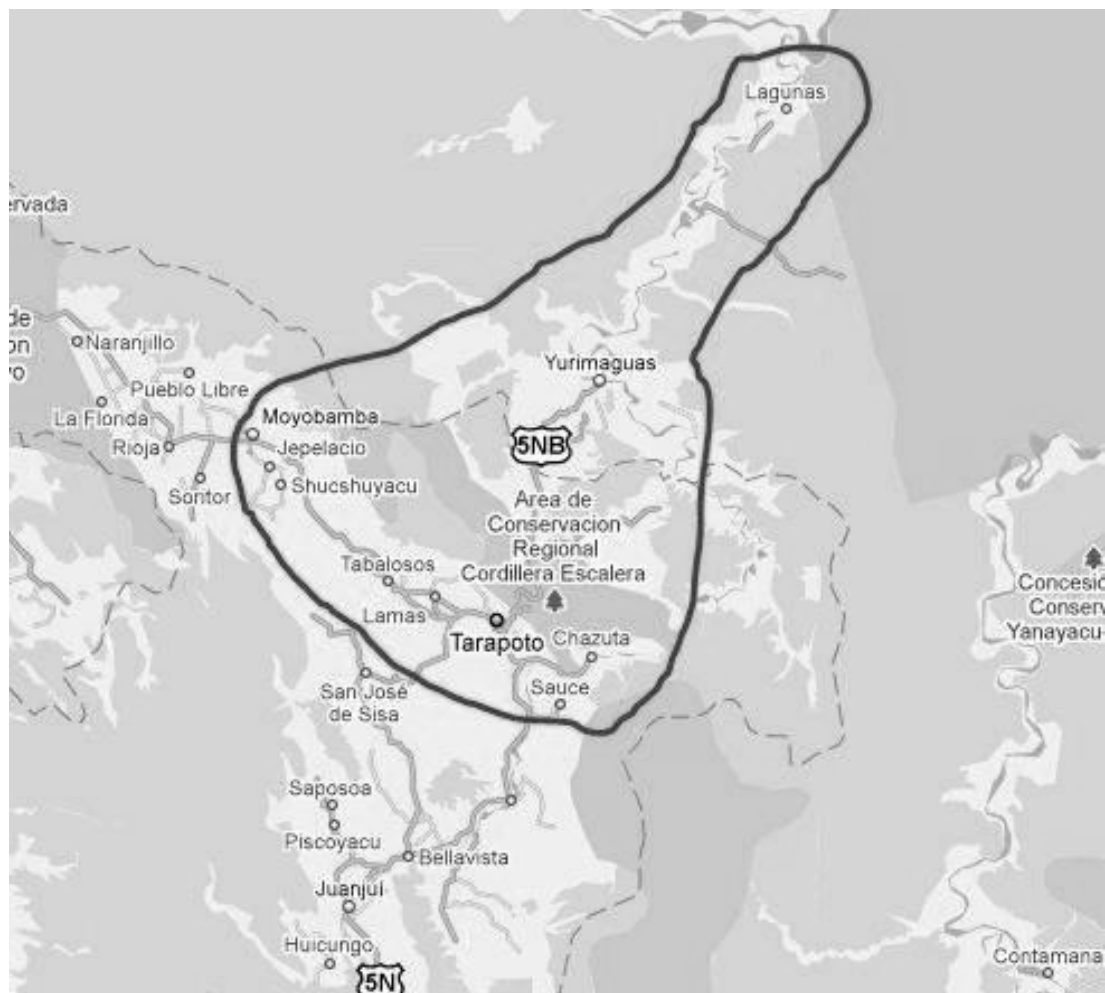 Lagunas
ervada
de
on
vo
Naranjillo
Pueblo Libre
La Florida
Rioja
Moyobamba
Jepelacio
Shucshuyacu
Soritor
Yurimaguas
5NB
Area de
Conservacion
Regional
Cordillera Escalera
Tabalosos
Lamas
Tarapoto
Chazuta
Sauce
San José
de Sisa
Saposoa
Piscoyacu
Bellavista
Juanjuí
Huicungo
5N
Concesió
Conserv
Yanayacu-
Contamana